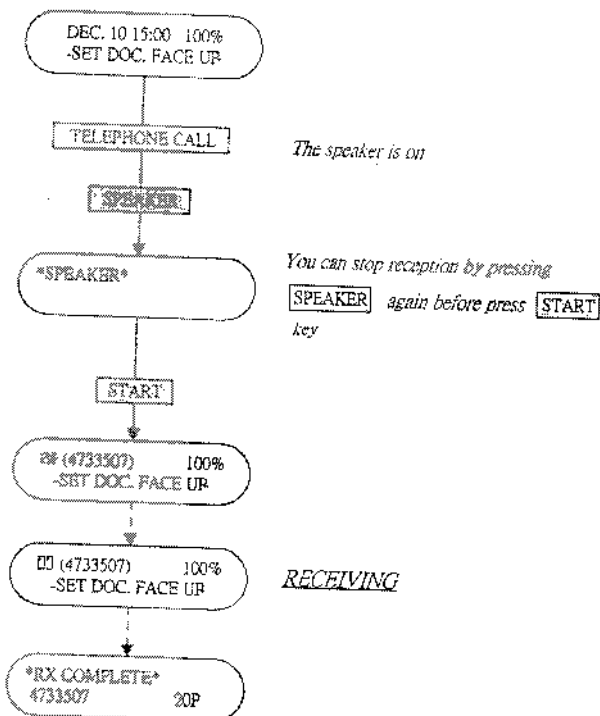 DEC. 10 15:00 100%
-SET DOC. FACE UP
TELEPHONE CALL
The speaker is on
SPEAKER
*SPEAKER*
You can stop reception by pressing
SPEAKER again before press START
key
START
(4733507) 100%
-SET DOC. FACE UP
(4733507) 100%
-SET DOC. FACE UP
RECEIVING
*RX COMPLETE*
4733507 20P